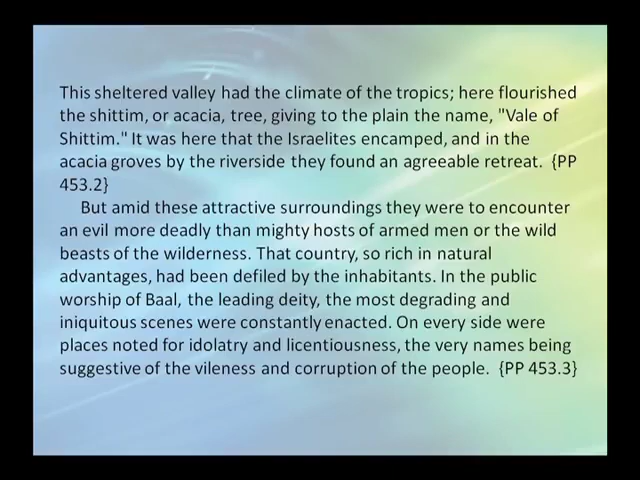 This sheltered valley had the climate of the tropics; here flourished
the shittim, or acacia, tree, giving to the plain the name, "Vale of
Shittim." It was here that the Israelites encamped, and in the
acacia groves by the riverside they found an agreeable retreat.  {PP
453.2}
But amid these attractive surroundings they were to encounter
an evil more deadly than mighty hosts of armed men or the wild
beasts of the wilderness. That country, so rich in natural
advantages, had been defiled by the inhabitants. In the public
worship of Baal, the leading deity, the most degrading and
iniquitous scenes were constantly enacted. On every side were
places noted for idolatry and licentiousness, the very names being
suggestive of the vileness and corruption of the people.  {PP 453.3}